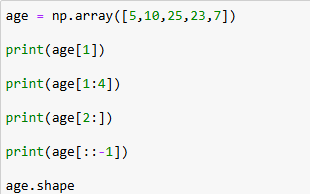 age = np.array([5,10,25,23,7])
print(age[1])
print(age[1:4])
print(age[2:])
print(age[::-1])
age.shape